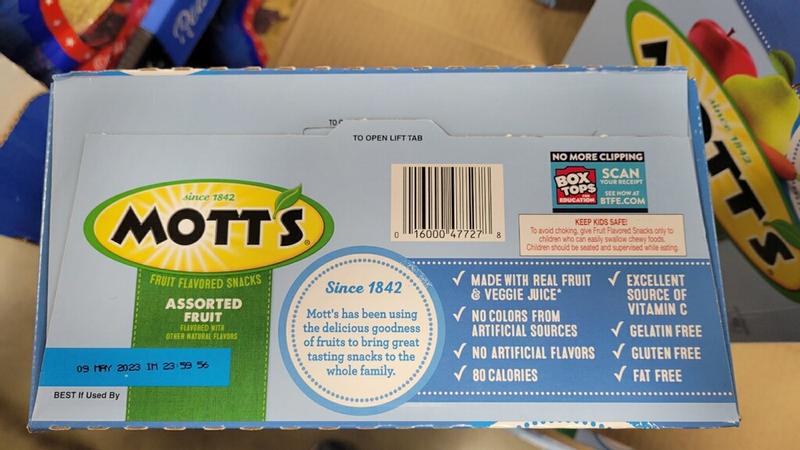 TO OPEN LIFT TAB
NO MORE CLIPPING
BOX TOPS FOR EDUCATION
SCAN
YOUR RECEIPT
SEE HOW AT
BTFE.COM
0 16000 47727 8
KEEP KIDS SAFE!
To avoid choking, give Fruit Flavored Snacks only to
children who can easily swallow chewy foods.
Children should be seated and supervised while eating.
since 1842
MOTT'S®
FRUIT FLAVORED SNACKS
ASSORTED
FRUIT
FLAVORED WITH
OTHER NATURAL FLAVORS
09 MAY 2023 IM 23:59 56
BEST If Used By
Since 1842
Mott's has been using
the delicious goodness
of fruits to bring great
tasting snacks to the
whole family.
✓ MADE WITH REAL FRUIT
& VEGGIE JUICE*
✓ NO COLORS FROM
ARTIFICIAL SOURCES
✓ NO ARTIFICIAL FLAVORS
✓ 80 CALORIES
✓ EXCELLENT
SOURCE OF
VITAMIN C
✓ GELATIN FREE
✓ GLUTEN FREE
✓ FAT FREE
since 1842
OTT'S